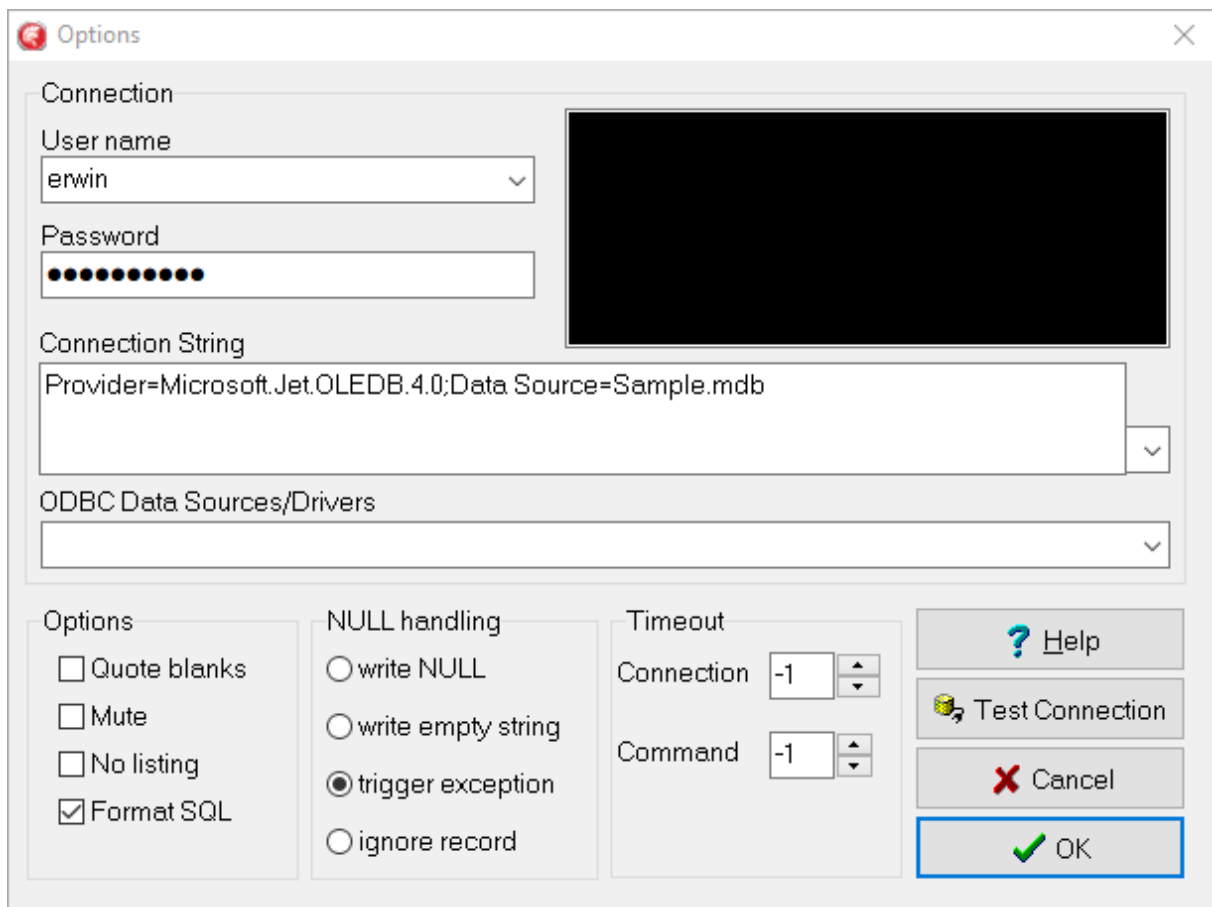 Options
Connection
User name
erwin
Password
●●●●●●●●●●
Connection String
Provider=Microsoft.Jet.OLEDB.4.0;Data Source=Sample.mdb
ODBC Data Sources/Drivers
Options
Quote blanks
Mute
No listing
Format SQL
NULL handling
write NULL
write empty string
trigger exception
ignore record
Timeout
Connection -1
Command -1
? Help
Test Connection
Cancel
OK